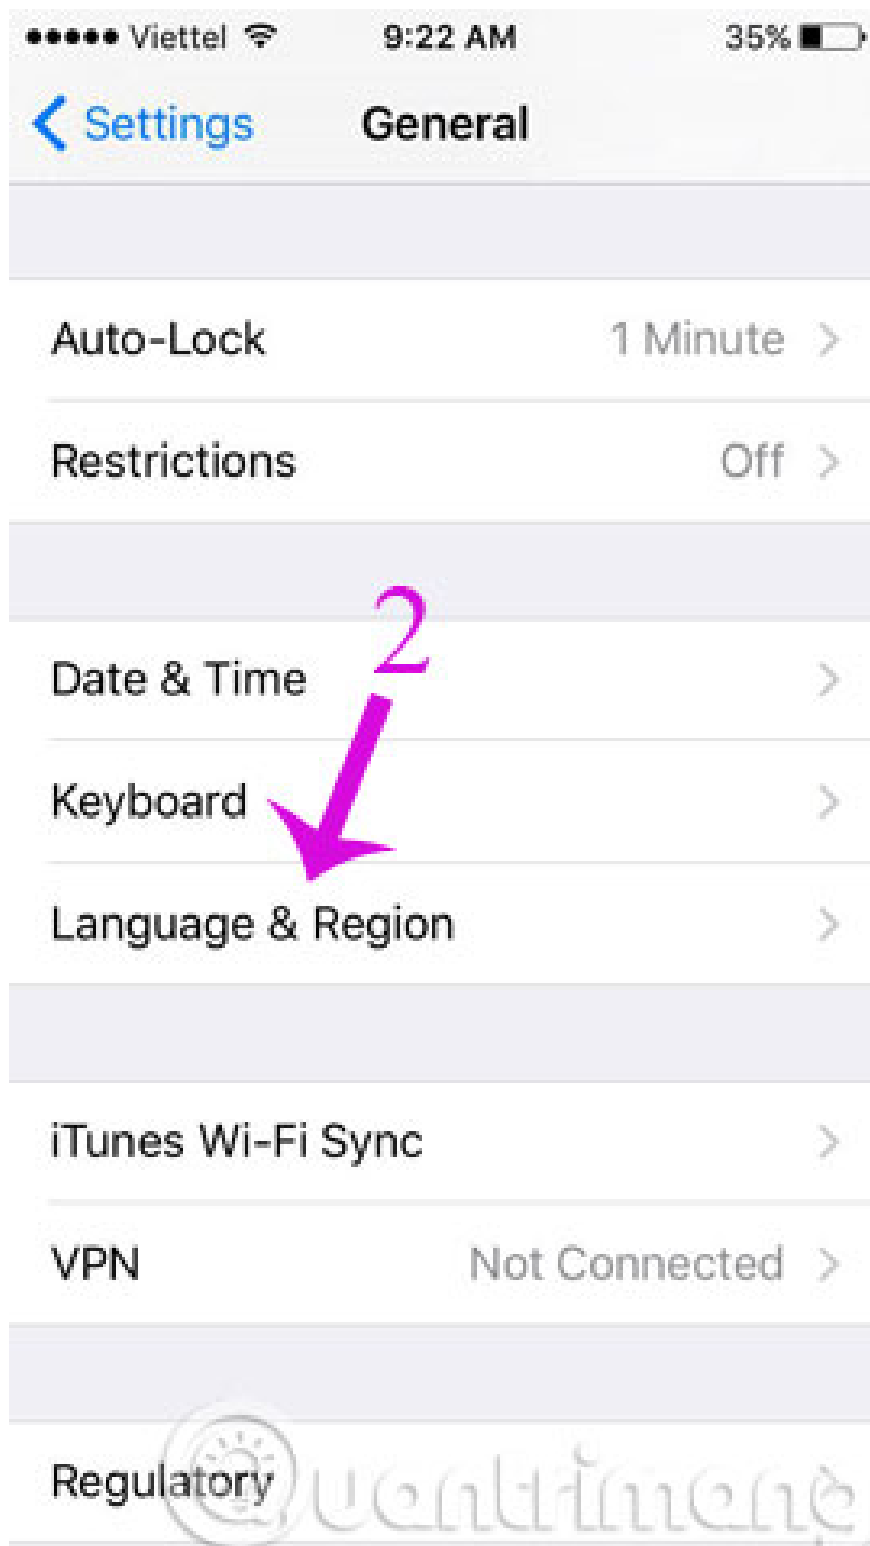 Viettel 9:22 AM 35%
Settings General
Auto-Lock 1 Minute
Restrictions Off
2
Date & Time
Keyboard
Language & Region
iTunes Wi-Fi Sync
VPN Not Connected
Regulatory
Quantrimang